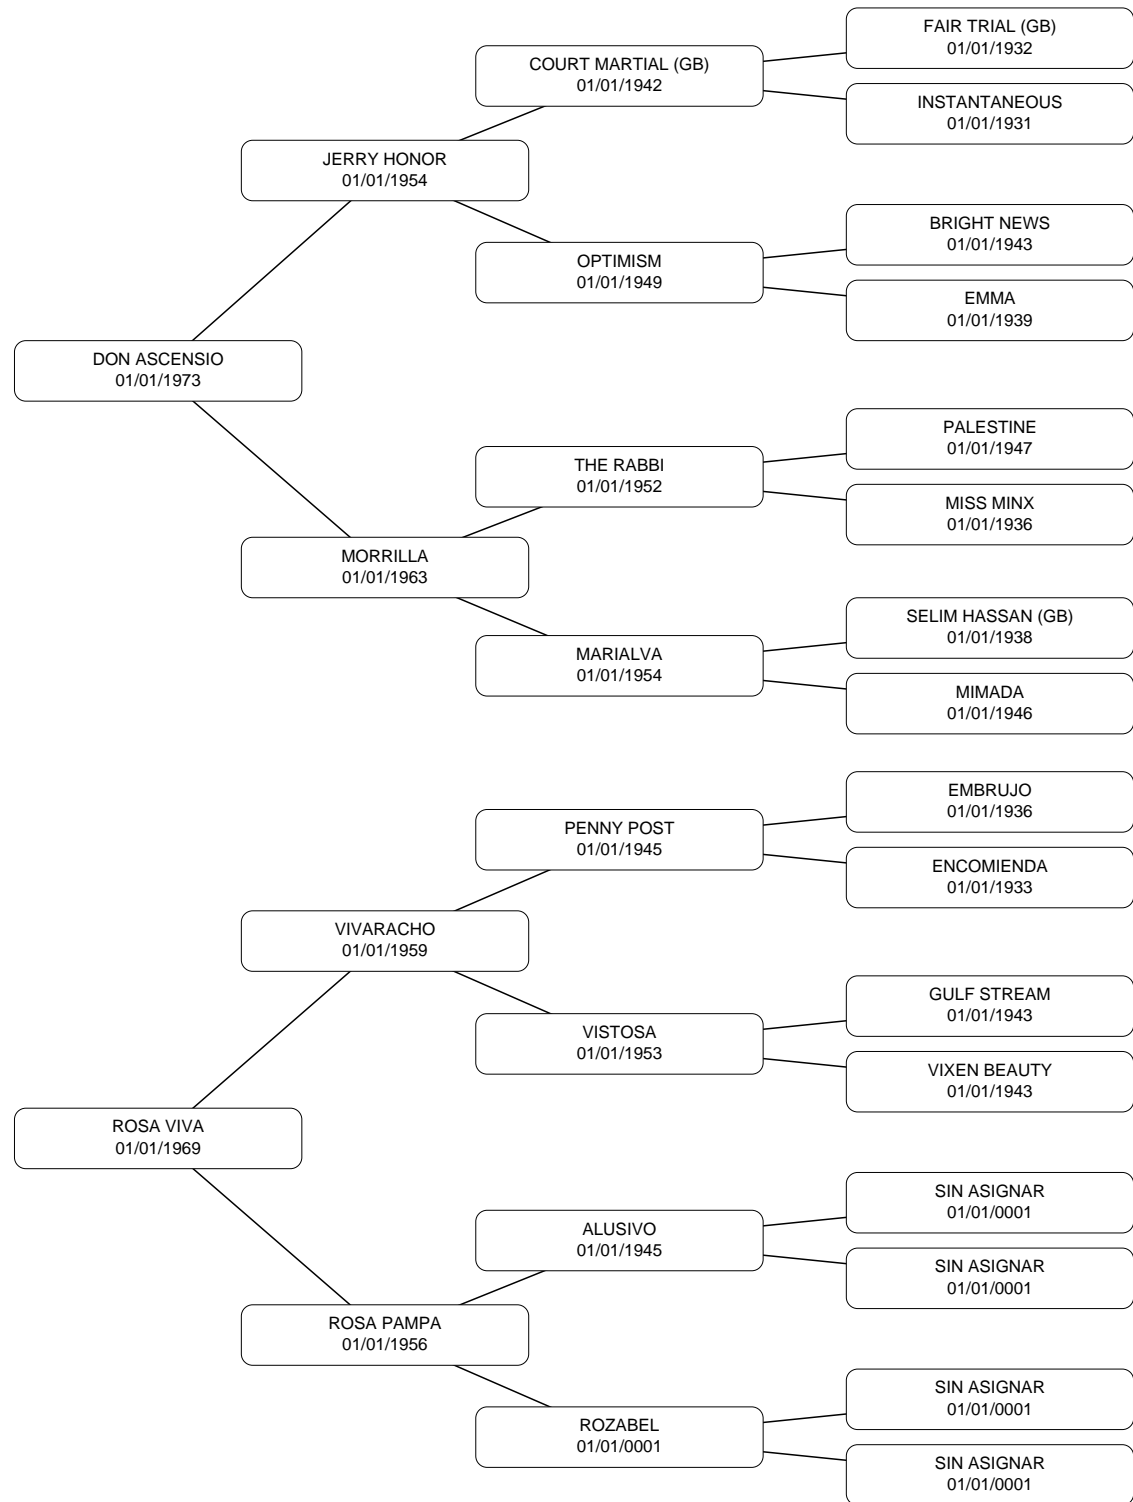 FAIR TRIAL (GB)
01/01/1932
COURT MARTIAL (GB)
01/01/1942
INSTANTANEOUS
01/01/1931
JERRY HONOR
01/01/1954
BRIGHT NEWS
01/01/1943
OPTIMISM
01/01/1949
EMMA
01/01/1939
DON ASCENSIO
01/01/1973
PALESTINE
01/01/1947
THE RABBI
01/01/1952
MISS MINX
01/01/1936
MORRILLA
01/01/1963
SELIM HASSAN (GB)
01/01/1938
MARIALVA
01/01/1954
MIMADA
01/01/1946
EMBRUJO
01/01/1936
PENNY POST
01/01/1945
ENCOMIENDA
01/01/1933
VIVARACHO
01/01/1959
GULF STREAM
01/01/1943
VISTOSA
01/01/1953
VIXEN BEAUTY
01/01/1943
ROSA VIVA
01/01/1969
SIN ASIGNAR
01/01/0001
ALUSIVO
01/01/1945
SIN ASIGNAR
01/01/0001
ROSA PAMPA
01/01/1956
SIN ASIGNAR
01/01/0001
ROZABEL
01/01/0001
SIN ASIGNAR
01/01/0001